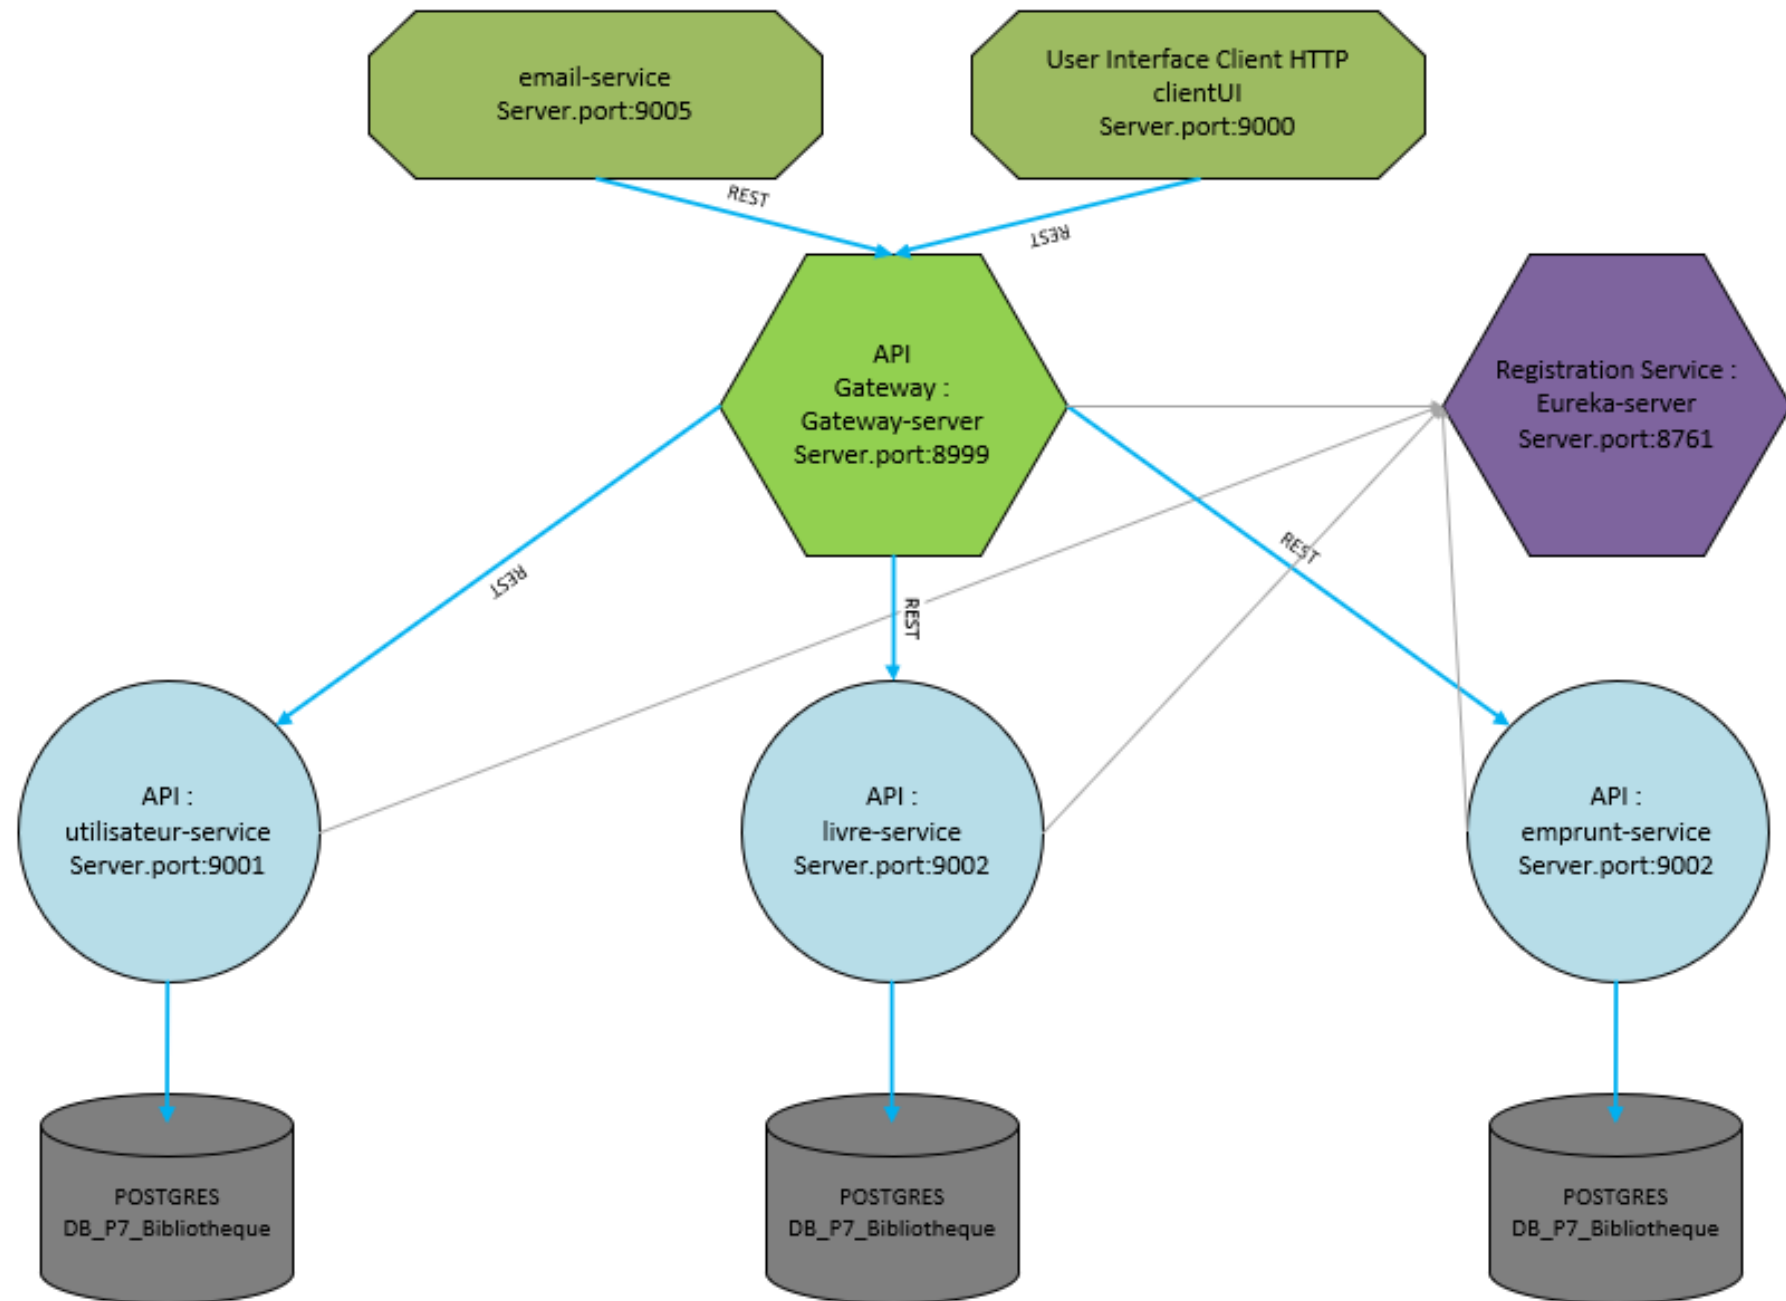 email-service
Server.port:9005
User Interface Client HTTP
clientUI
Server.port:9000
REST
REST
API
Gateway :
Gateway-server
Server.port:8999
Registration Service :
Eureka-server
Server.port:8761
REST
REST
REST
API :
utilisateur-service
Server.port:9001
API :
livre-service
Server.port:9002
API :
emprunt-service
Server.port:9002
POSTGRES
DB_P7_Bibliotheque
POSTGRES
DB_P7_Bibliotheque
POSTGRES
DB_P7_Bibliotheque